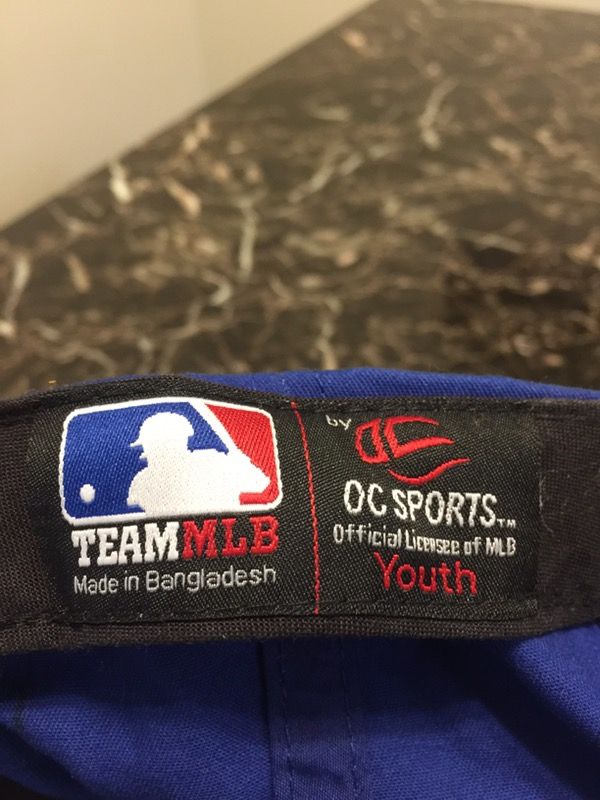 TEAMMLB
Made in Bangladesh
by
OC SPORTS™
Official Licensee of MLB
Youth